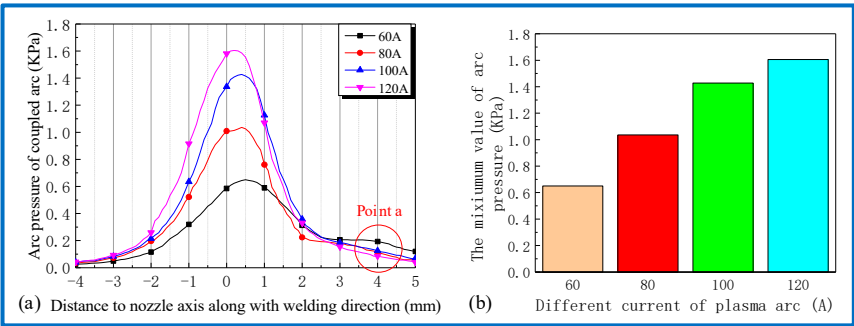 1.8
1.6
1.4
1.2
1.0
0.8
0.6
0.4
0.2
0.0
Arc pressure of coupled arc (KPa)
60A
80A
100A
120A
Point a
-4 -3 -2 -1 0 1 2 3 4 5
(a) Distance to nozzle axis along with welding direction (mm)
1.8
1.6
1.4
1.2
1.0
0.8
0.6
0.4
0.2
0.0
The mixiumum value of arc
pressure (KPa)
60 80 100 120
(b) Different current of plasma arc (A)